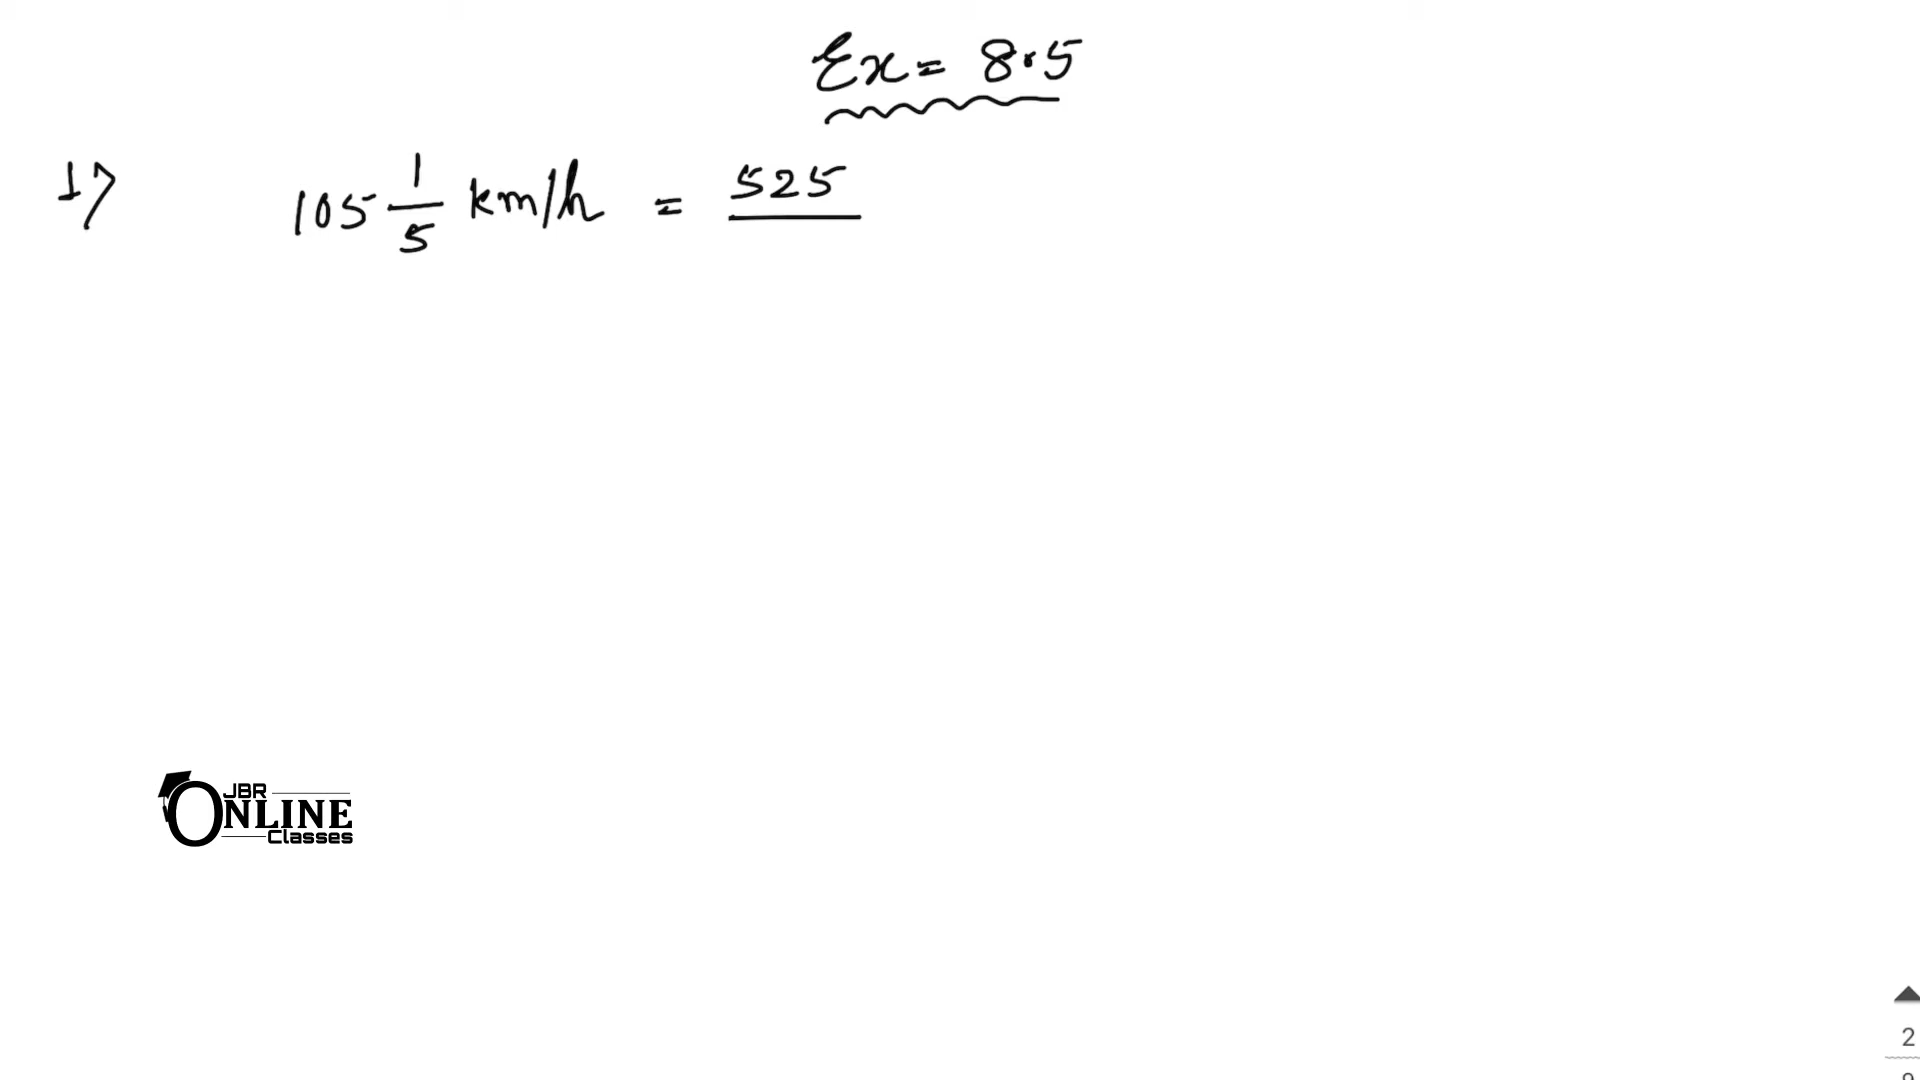 Ex = 8.5
1) 105 1/5 km/h = 525
JBR
ONLINE
Classes
2